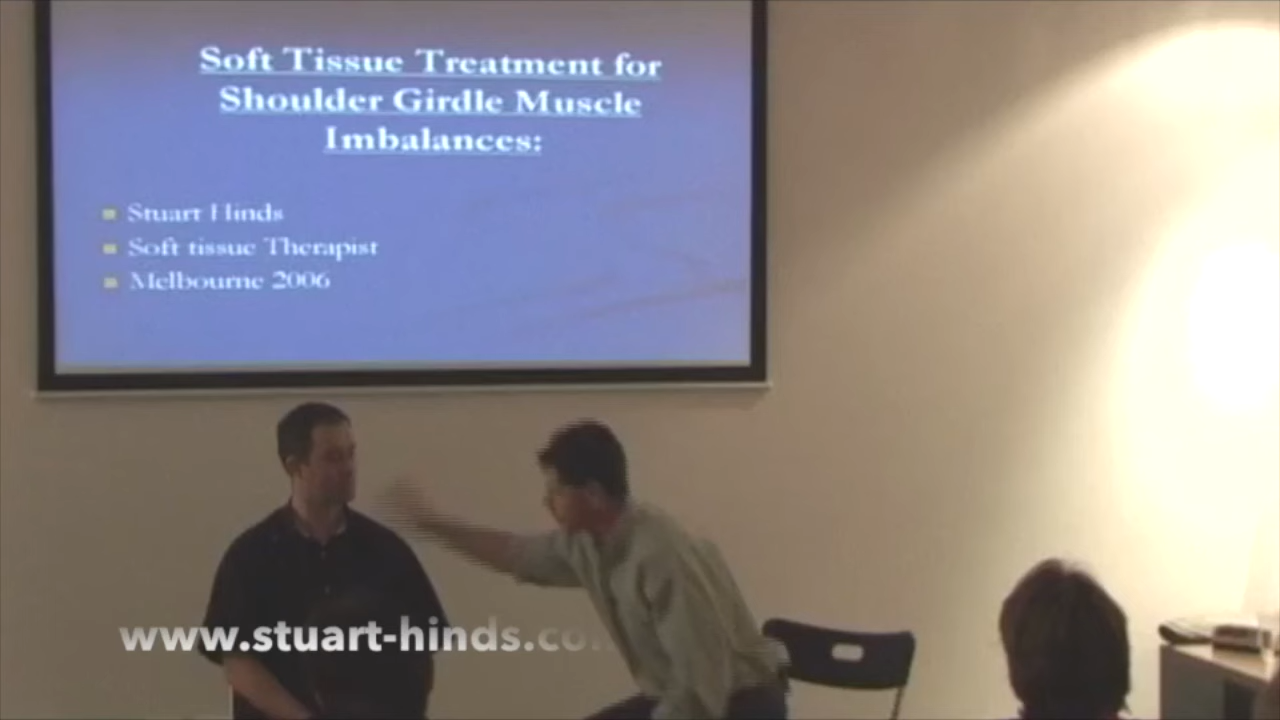 Soft Tissue Treatment for
Shoulder Girdle Muscle
Imbalances:
Stuart Hinds
Soft tissue Therapist
Melbourne 2006
www.stuart-hinds.co